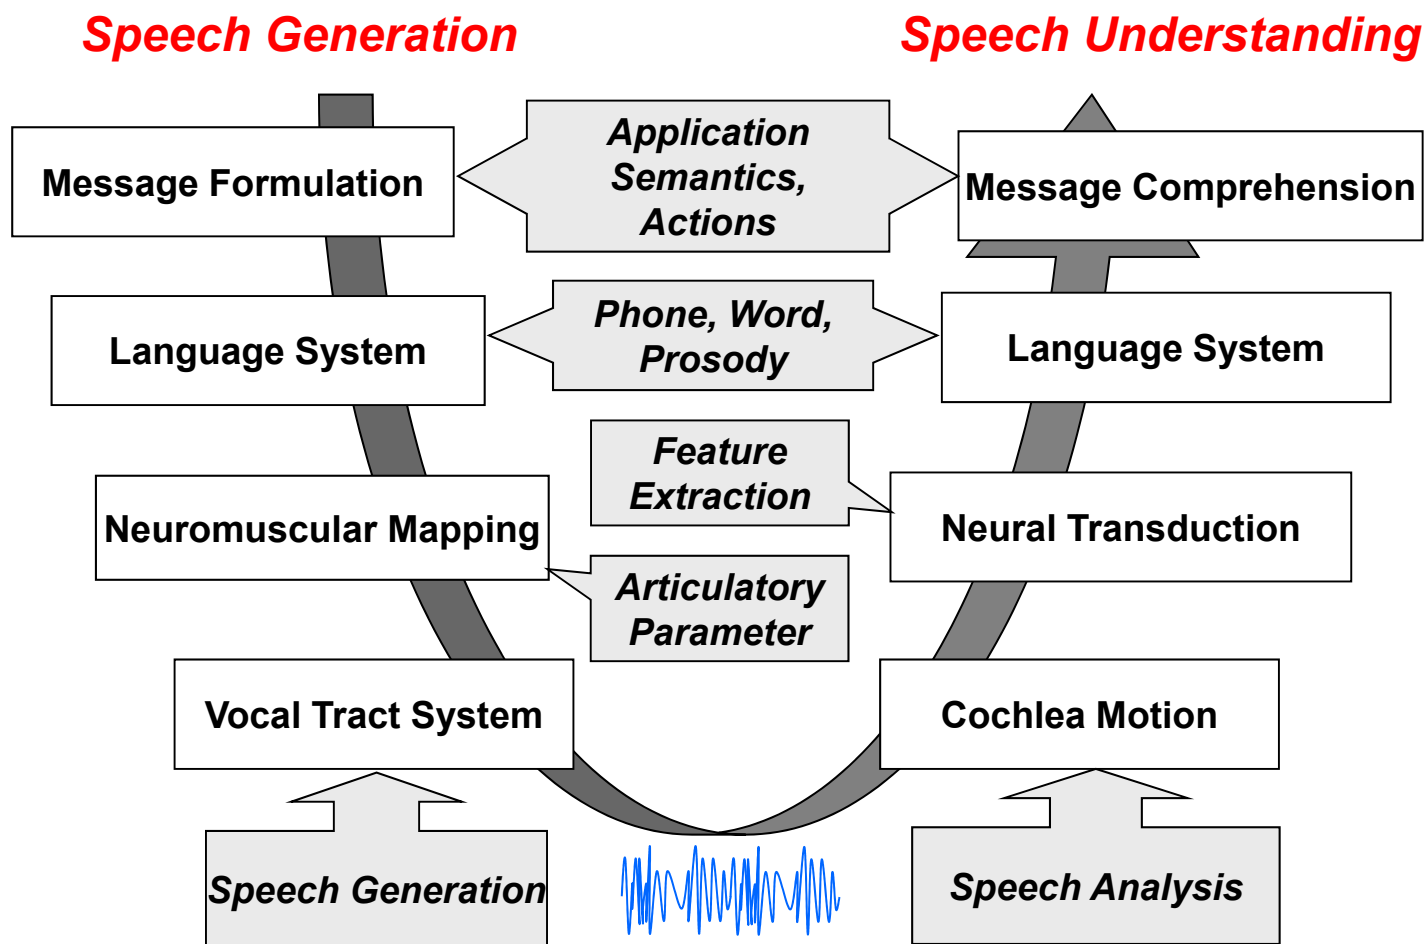 Speech Generation
Speech Understanding
Message Formulation
Application
Semantics,
Actions
Message Comprehension
Language System
Phone, Word,
Prosody
Language System
Feature
Extraction
Neuromuscular Mapping
Neural Transduction
Articulatory
Parameter
Vocal Tract System
Cochlea Motion
Speech Generation
Speech Analysis